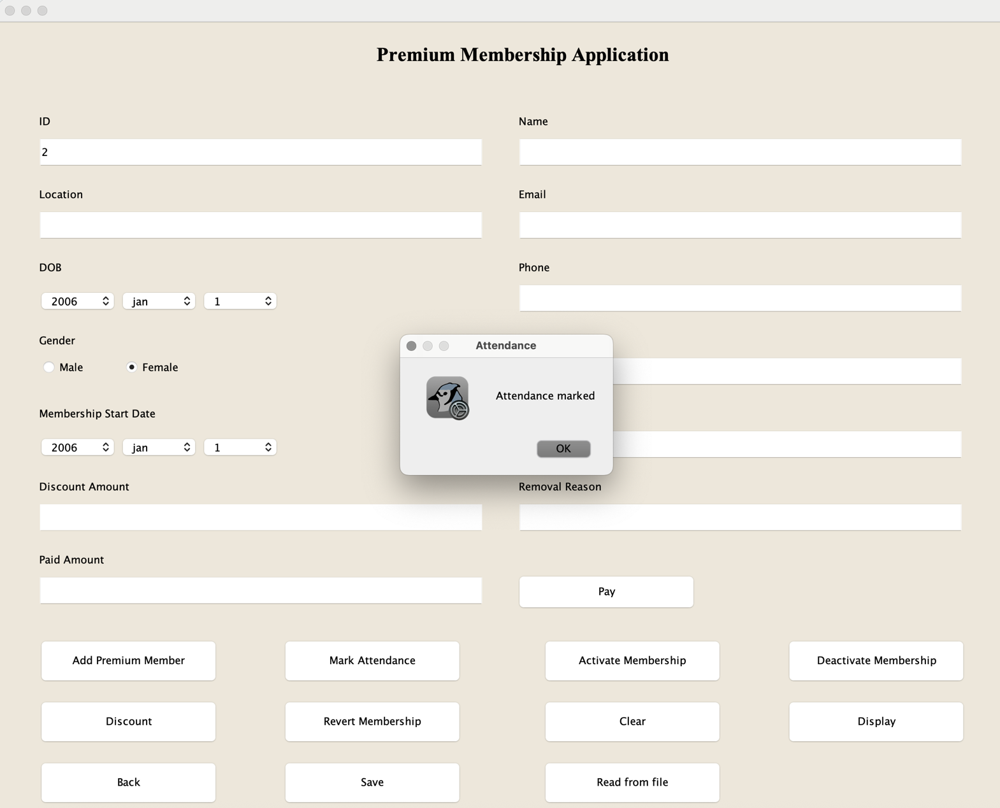 Premium Membership Application
ID
Name
2
Location
Email
DOB
Phone
2006 jan 1
Gender
Male Female
Attendance
Attendance marked
OK
Membership Start Date
2006 jan 1
Discount Amount
Removal Reason
Paid Amount
Pay
Add Premium Member
Mark Attendance
Activate Membership
Deactivate Membership
Discount
Revert Membership
Clear
Display
Back
Save
Read from file